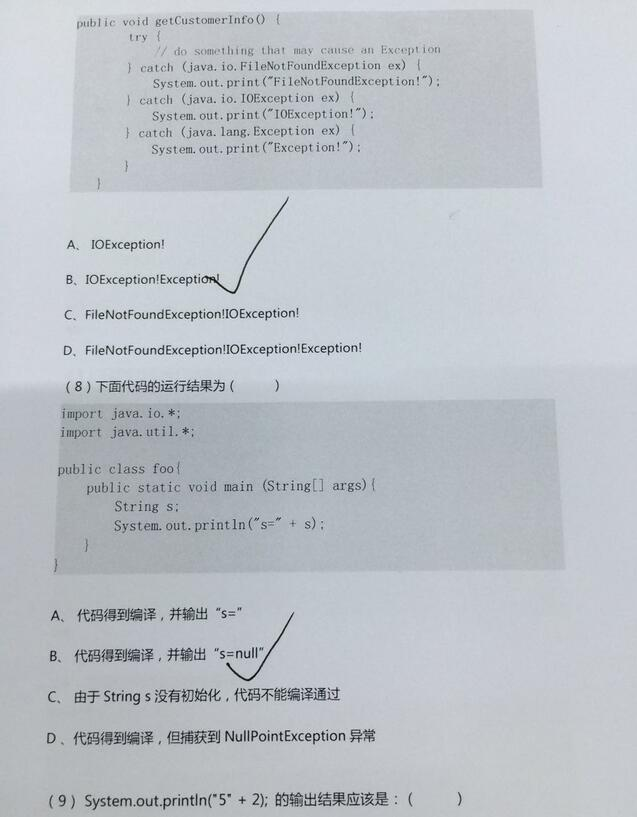 public void getCustomerInfo() {
try {
// do something that may cause an Exception
} catch (java.io.FileNotFoundException ex) {
System.out.print("FileNotFoundException!");
} catch (java.io.IOException ex) {
System.out.print("IOException!");
} catch (java.lang.Exception ex) {
System.out.print("Exception!");
}
}
A、 IOException!
B、IOException!Exception!
C、FileNotFoundException!IOException!
D、FileNotFoundException!IOException!Exception!
（8）下面代码的运行结果为（ ）
import java.io.*;
import java.util.*;
public class foo{
public static void main (String[] args){
String s;
System.out.println("s=" + s);
}
}
A、 代码得到编译，并输出“s=”
B、 代码得到编译，并输出“s=null”
C、 由于 String s 没有初始化，代码不能编译通过
D 、代码得到编译，但捕获到 NullPointException 异常
（9）System.out.println("5" + 2); 的输出结果应该是：（ ）